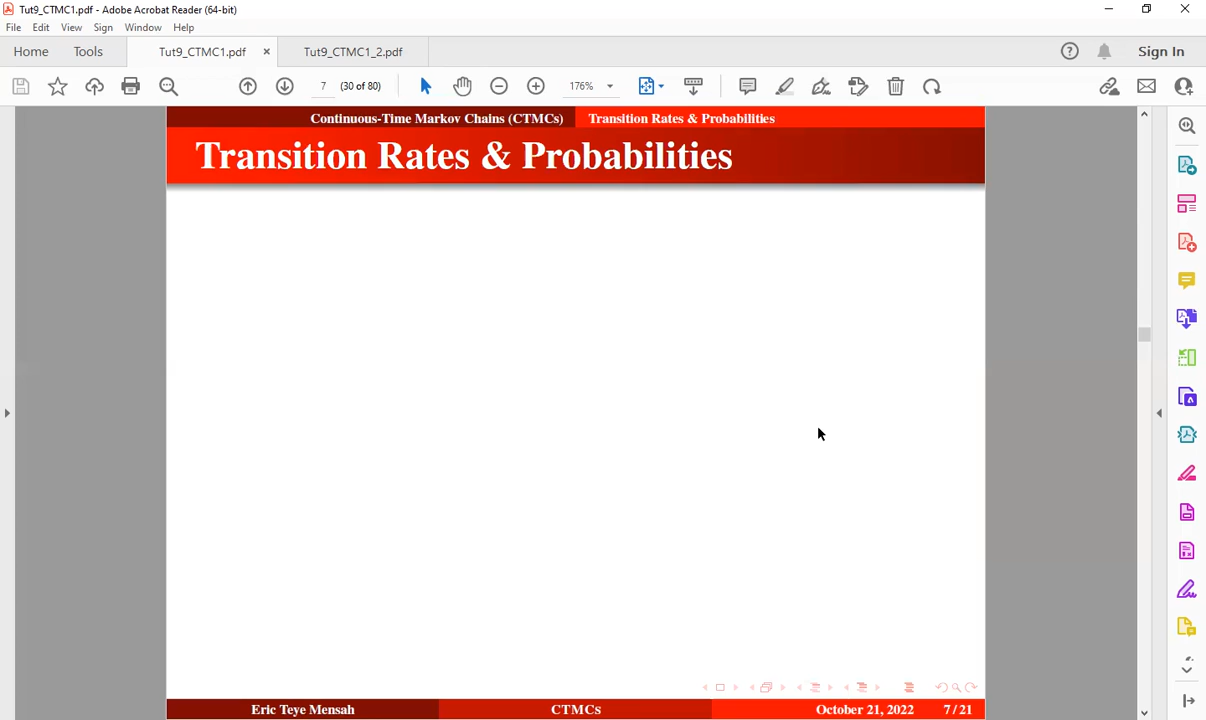 Tut9_CTMC1.pdf - Adobe Acrobat Reader (64-bit)
File Edit View Sign Window Help
Home Tools Tut9_CTMC1.pdf × Tut9_CTMC1_2.pdf Sign In
7 (30 of 80) 176%
Continuous-Time Markov Chains (CTMCs) Transition Rates & Probabilities
Transition Rates & Probabilities
Eric Teye Mensah CTMCs October 21, 2022 7 / 21